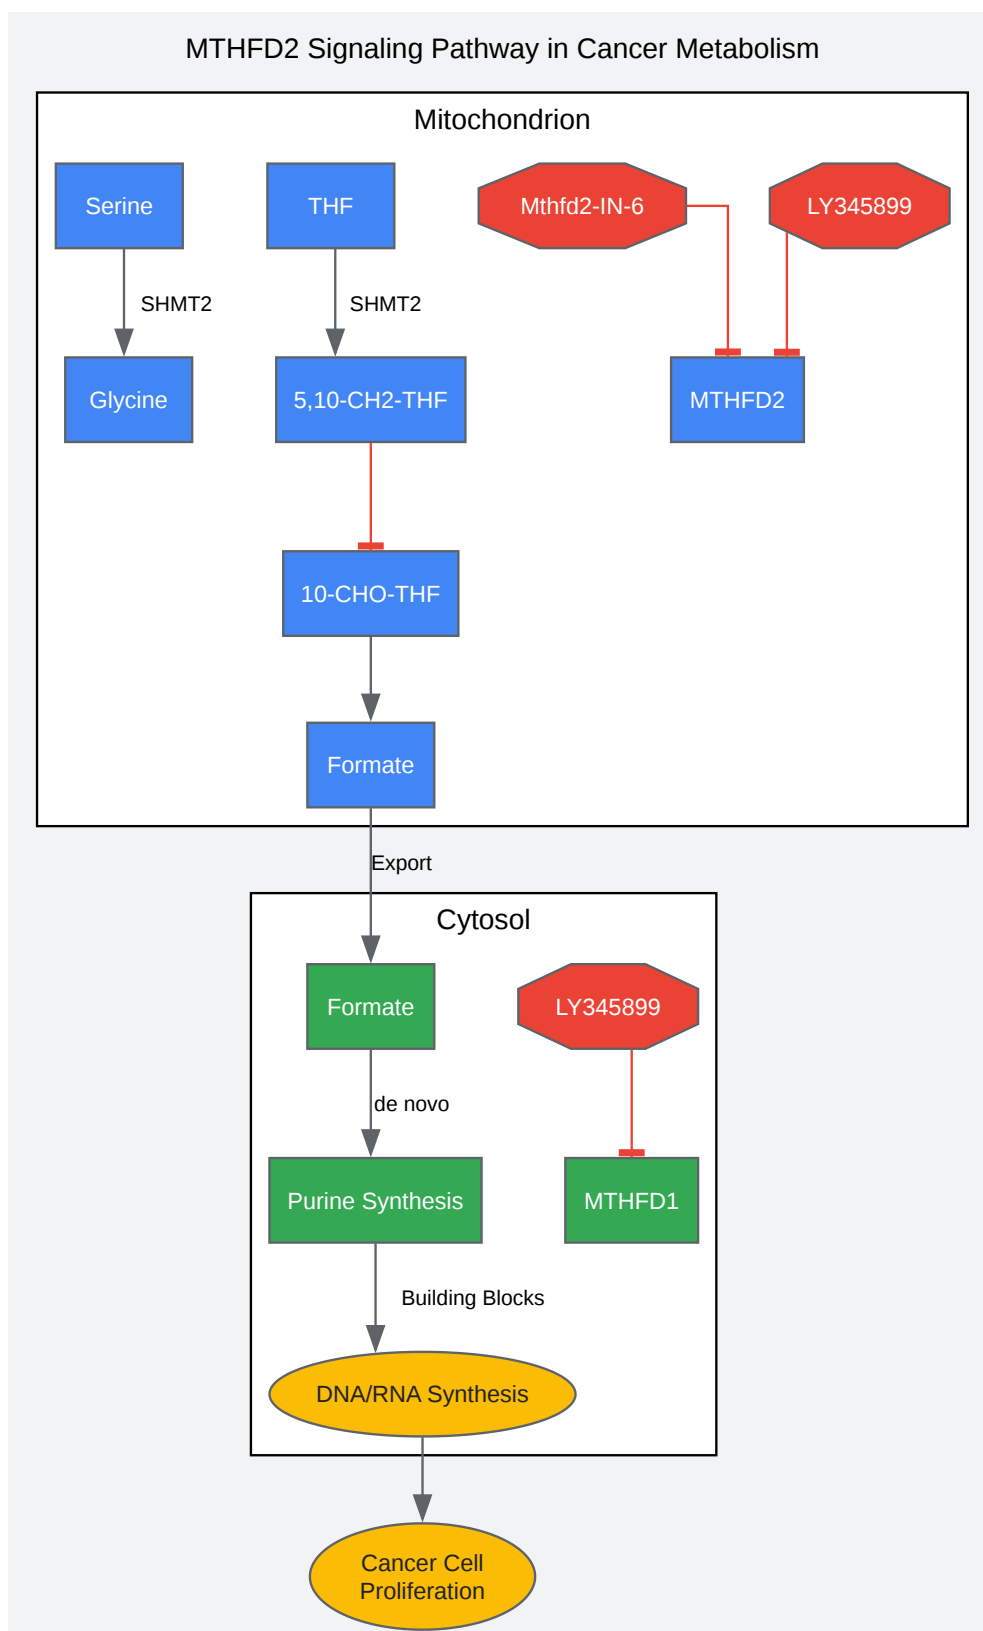 MTHFD2 Signaling Pathway in Cancer Metabolism
Mitochondrion
Serine
THF
Mthfd2-IN-6
LY345899
SHMT2
SHMT2
Glycine
5,10-CH2-THF
MTHFD2
10-CHO-THF
Formate
Export
Cytosol
Formate
LY345899
de novo
Purine Synthesis
MTHFD1
Building Blocks
DNA/RNA Synthesis
Cancer Cell
Proliferation